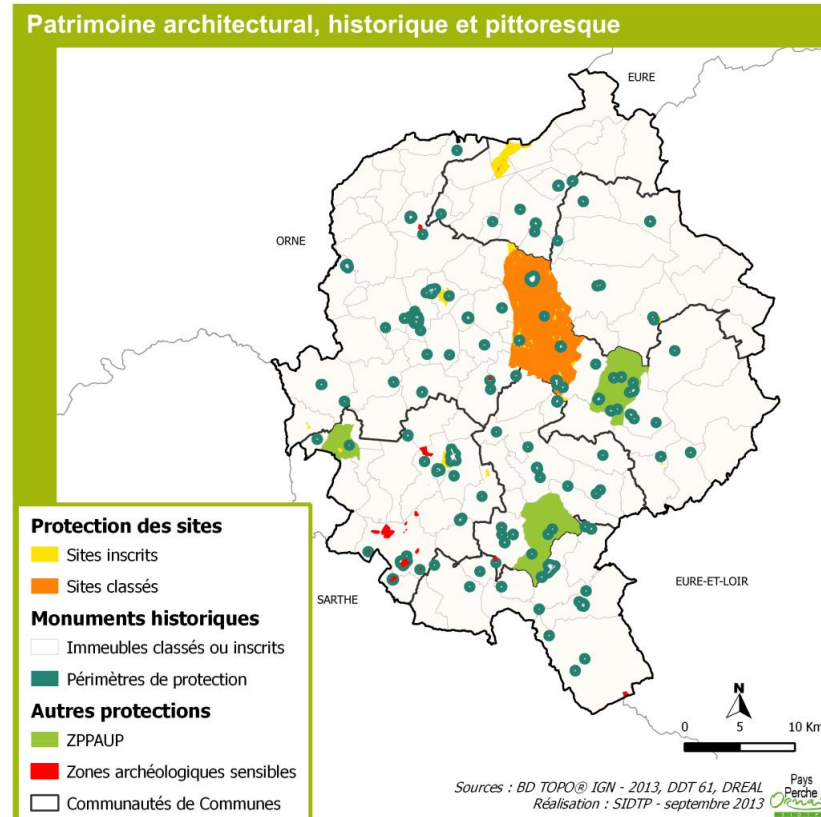 Patrimoine architectural, historique et pittoresque
EURE
ORNE
EURE-ET-LOIR
SARTHE
Protection des sites
Sites inscrits
Sites classés
Monuments historiques
Immeubles classés ou inscrits
Périmètres de protection
Autres protections
ZPPAUP
Zones archéologiques sensibles
Communautés de Communes
N
0 5 10 Km
Sources : BD TOPO® IGN - 2013, DDT 61, DREAL
Réalisation : SIDTP - septembre 2013
Pays
Perche
Ornais
S I D T P